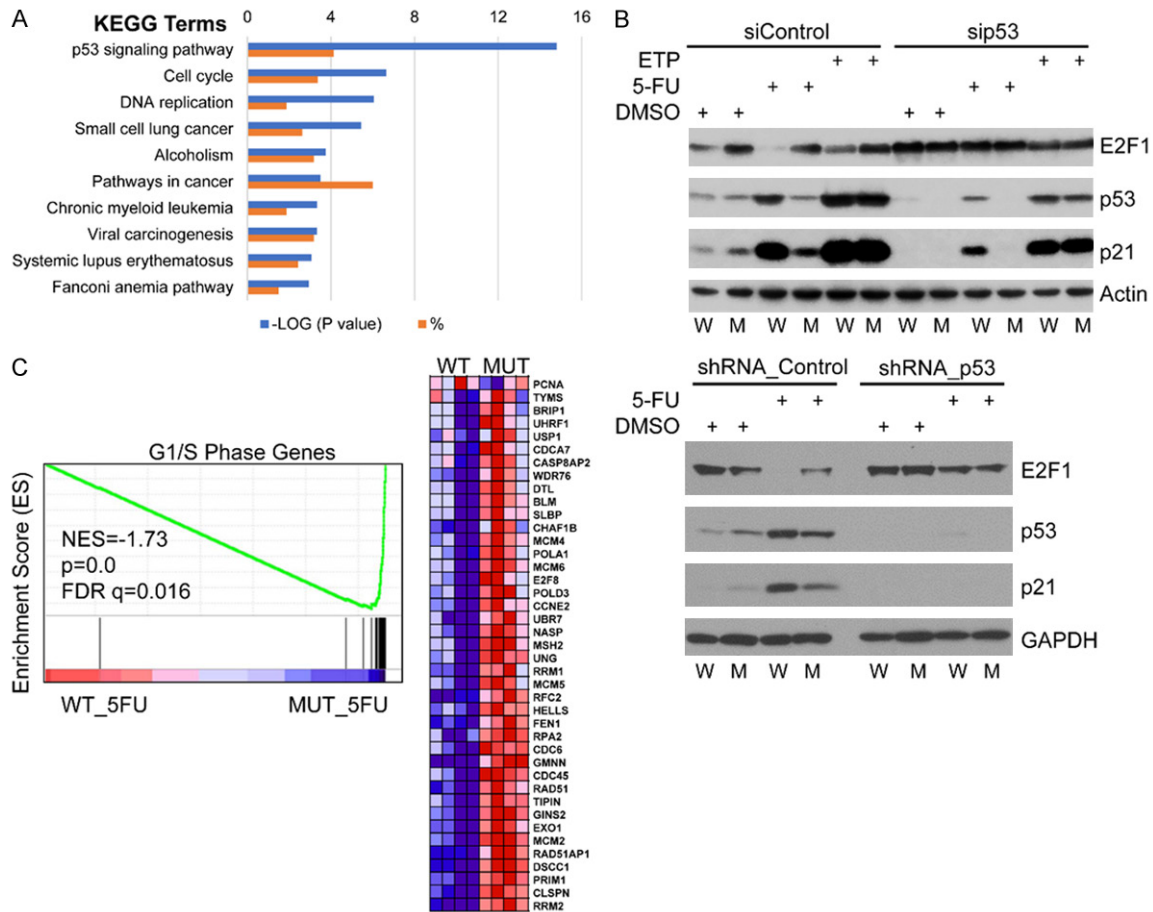 A
KEGG Terms
0 4 8 12 16
p53 signaling pathway
Cell cycle
DNA replication
Small cell lung cancer
Alcoholism
Pathways in cancer
Chronic myeloid leukemia
Viral carcinogenesis
Systemic lupus erythematosus
Fanconi anemia pathway
-LOG (P value) %
B
siControl sip53
ETP + + + +
5-FU + + + +
DMSO + + + +
E2F1
p53
p21
Actin
W M W M W M W M W M W M
shRNA_Control shRNA_p53
5-FU + + + +
DMSO + + + +
E2F1
p53
p21
GAPDH
W M W M W M W M
C
G1/S Phase Genes
Enrichment Score (ES)
NES=-1.73
p=0.0
FDR q=0.016
WT_5FU MUT_5FU
WT MUT
PCNA
TYMS
BRIP1
UHRF1
USP1
CDCA7
CASP8AP2
WDR76
DTL
BLM
SLBP
CHAF1B
MCM4
POLA1
MCM6
E2F8
POLD3
CCNE2
UBR7
NASP
MSH2
UNG
RRM1
MCM5
RFC2
HELLS
FEN1
RPA2
CDC6
GMNN
CDC45
RAD51
TIPIN
GINS2
EXO1
MCM2
RAD51AP1
DSCC1
PRIM1
CLSPN
RRM2